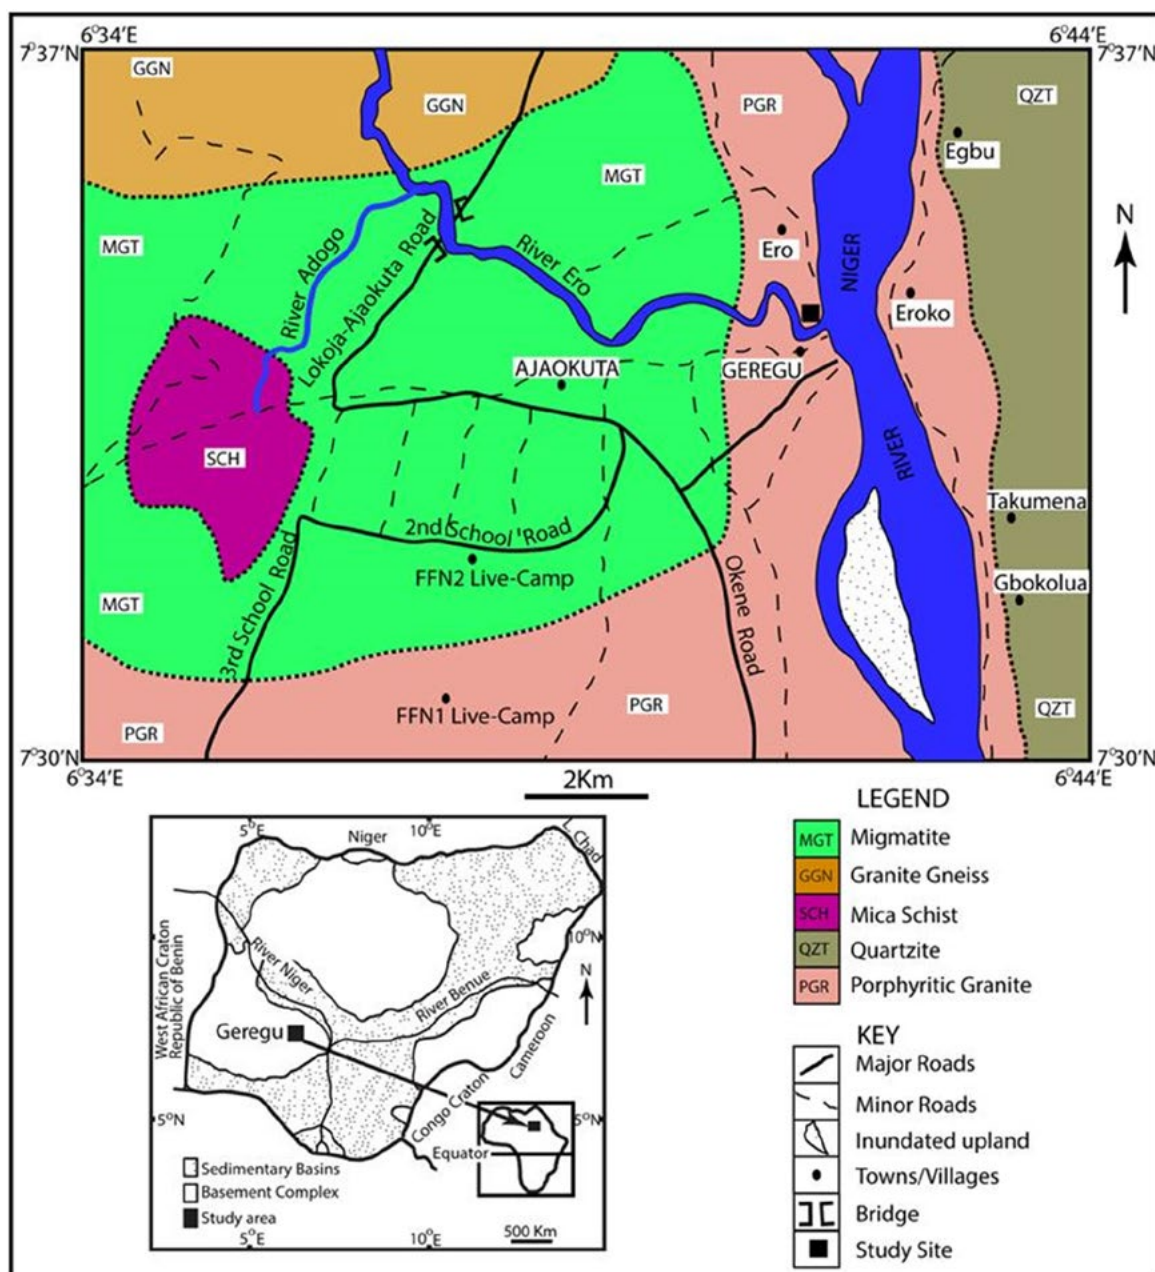 6°34'E
6°44'E
7°37'N
7°37'N
GGN
GGN
PGR
QZT
Egbu
MGT
MGT
N
Ero
NIGER
Eroko
River Adogo
Lokoja-Ajaokuta Road
River Ero
AJAOKUTA
GEREGU
SCH
RIVER
Takumena
2nd School Road
FFN2 Live-Camp
Gbokolua
MGT
3rd School Road
Okene Road
FFN1 Live-Camp
PGR
PGR
QZT
7°30'N
7°30'N
6°34'E
6°44'E
2Km
LEGEND
MGT Migmatite
GGN Granite Gneiss
SCH Mica Schist
QZT Quartzite
PGR Porphyritic Granite
KEY
Major Roads
Minor Roads
Inundated upland
Towns/Villages
Bridge
Study Site
5°E
Niger
10°E
L. Chad
10°N
N
West African Craton
Republic of Benin
River Niger
River Benue
Geregu
Cameroon
Congo Craton
5°N
5°N
Equator
Sedimentary Basins
Basement Complex
Study area
5°E
10°E
500 Km